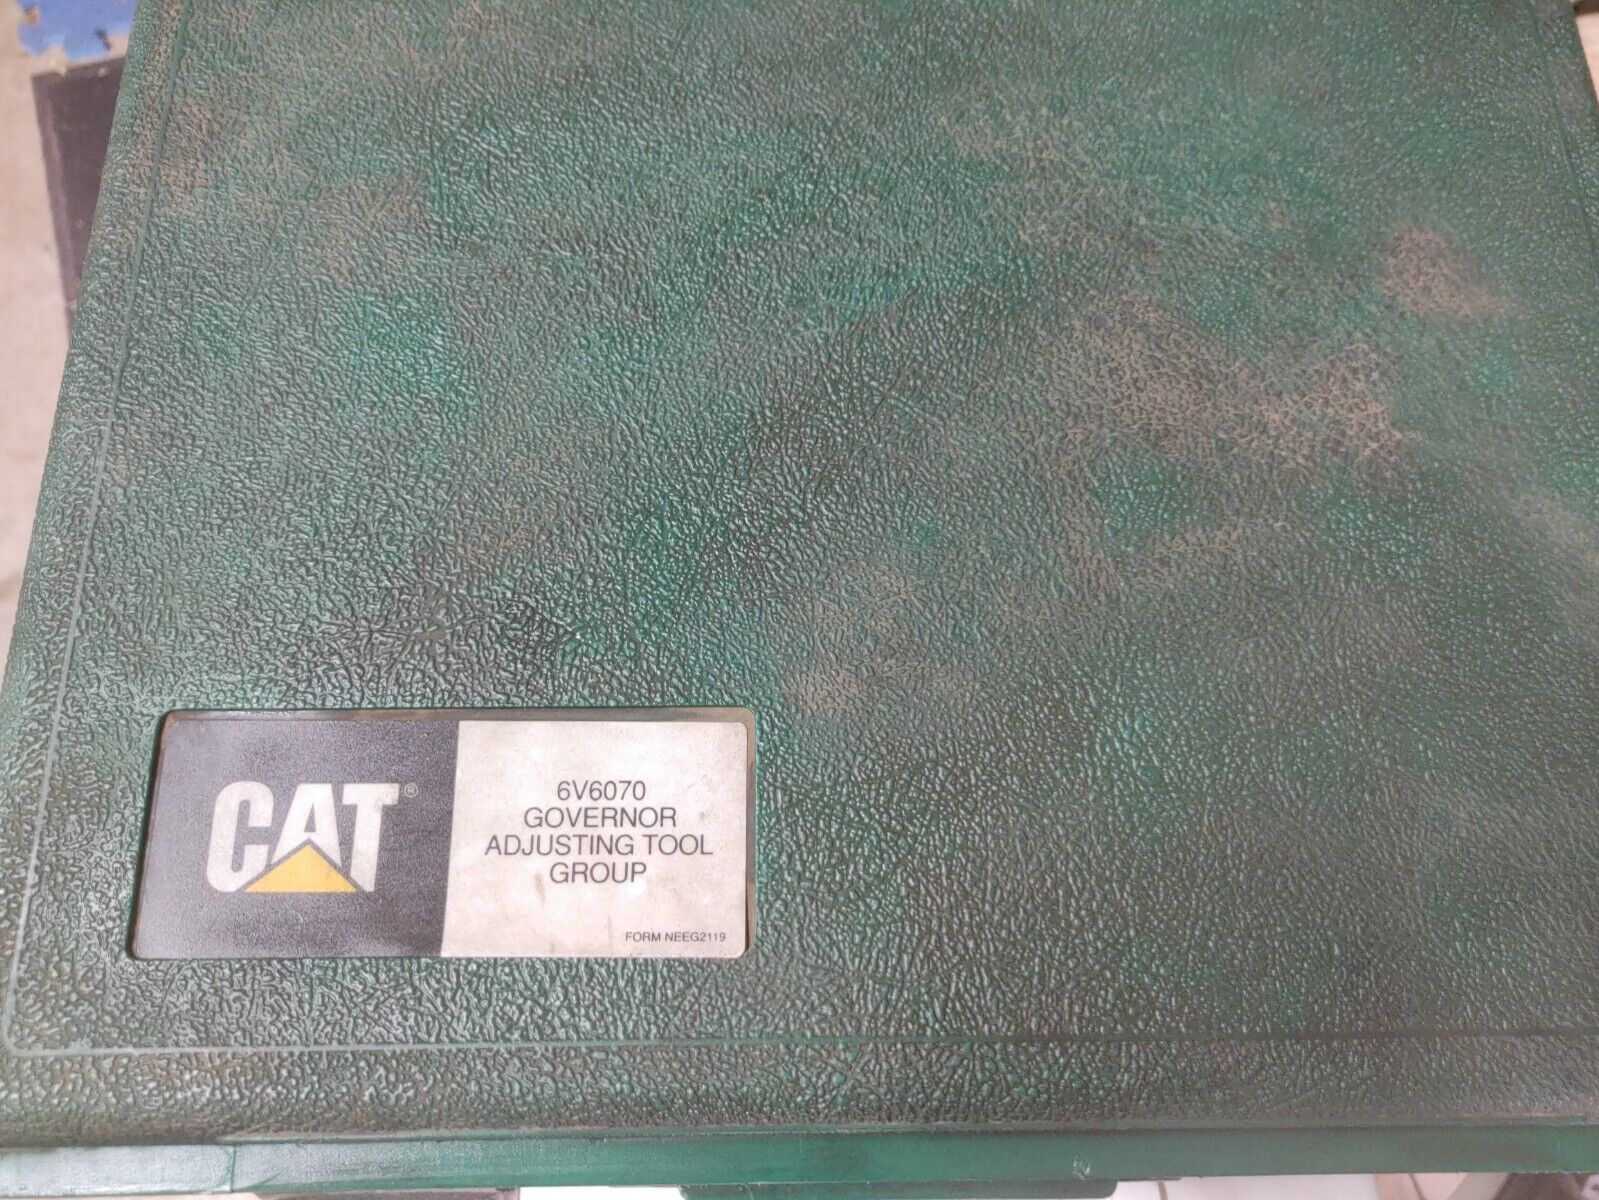 CAT®
6V6070
GOVERNOR
ADJUSTING TOOL
GROUP
FORM NEEG2119